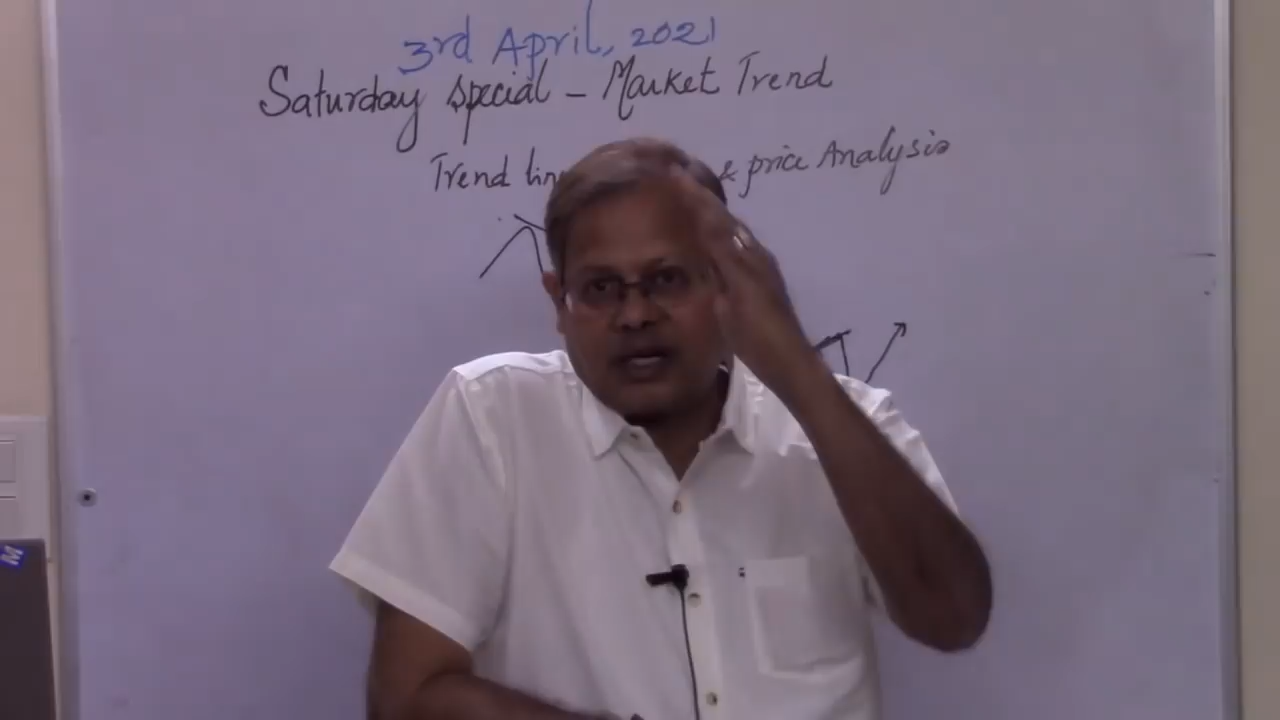 3rd April, 2021
Saturday special - Market Trend
Trend lin & price Analysis
M